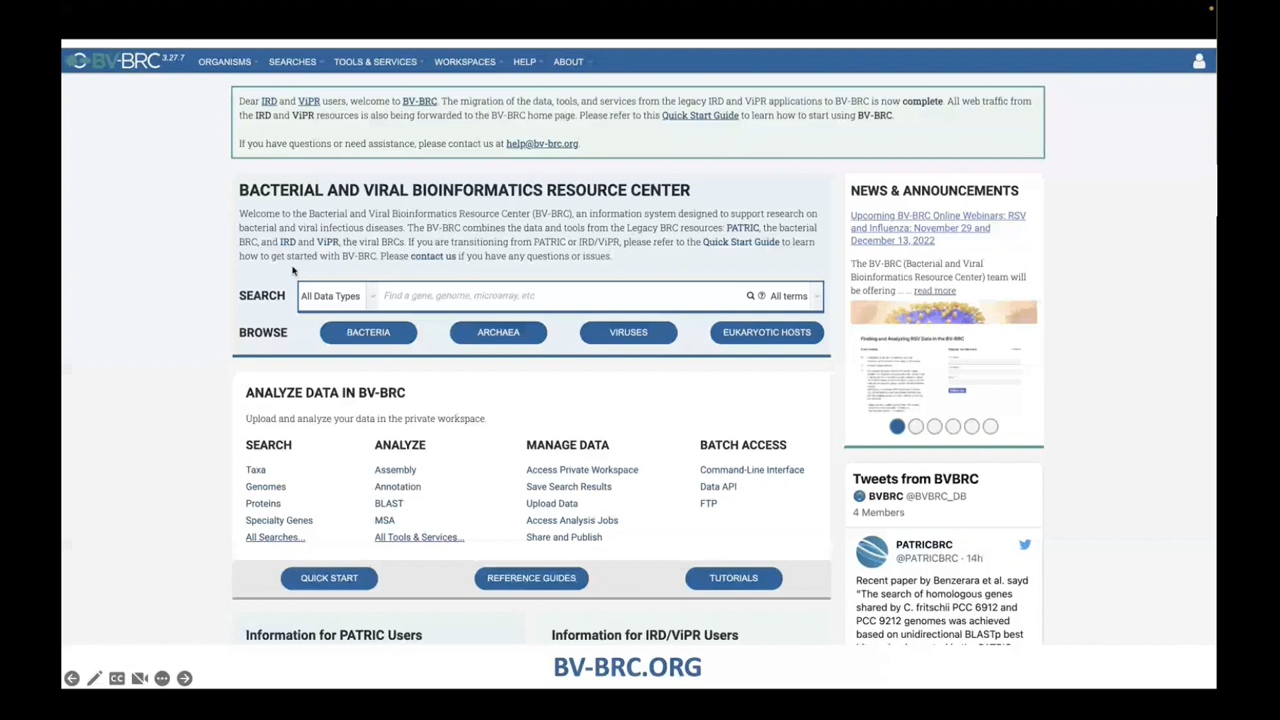 BV-BRC 3.27.7
ORGANISMS SEARCHES TOOLS & SERVICES WORKSPACES HELP ABOUT
Dear IRD and ViPR users, welcome to BV-BRC. The migration of the data, tools, and services from the legacy IRD and ViPR applications to BV-BRC is now complete. All web traffic from
the IRD and ViPR resources is also being forwarded to the BV-BRC home page. Please refer to this Quick Start Guide to learn how to start using BV-BRC.
If you have questions or need assistance, please contact us at help@bv-brc.org.
BACTERIAL AND VIRAL BIOINFORMATICS RESOURCE CENTER
Welcome to the Bacterial and Viral Bioinformatics Resource Center (BV-BRC), an information system designed to support research on
bacterial and viral infectious diseases. The BV-BRC combines the data and tools from the Legacy BRC resources: PATRIC, the bacterial
BRC, and IRD and ViPR, the viral BRCs. If you are transitioning from PATRIC or IRD/ViPR, please refer to the Quick Start Guide to learn
how to get started with BV-BRC. Please contact us if you have any questions or issues.
SEARCH All Data Types Find a gene, genome, microarray, etc All terms
BROWSE BACTERIA ARCHAEA VIRUSES EUKARYOTIC HOSTS
ANALYZE DATA IN BV-BRC
Upload and analyze your data in the private workspace.
SEARCH
Taxa
Genomes
Proteins
Specialty Genes
All Searches...
ANALYZE
Assembly
Annotation
BLAST
MSA
All Tools & Services...
MANAGE DATA
Access Private Workspace
Save Search Results
Upload Data
Access Analysis Jobs
Share and Publish
BATCH ACCESS
Command-Line Interface
Data API
FTP
QUICK START REFERENCE GUIDES TUTORIALS
Information for PATRIC Users Information for IRD/ViPR Users
NEWS & ANNOUNCEMENTS
Upcoming BV-BRC Online Webinars: RSV
and Influenza: November 29 and
December 13, 2022
The BV-BRC (Bacterial and Viral
Bioinformatics Resource Center) team will
be offering ... ... read more
Finding and Analyzing RSV Data in the BV-BRC
Tweets from BVBRC
BVBRC @BVBRC_DB
4 Members
PATRICBRC
@PATRICBRC · 14h
Recent paper by Benzerara et al. sayd
"The search of homologous genes
shared by C. fritschii PCC 6912 and
PCC 9212 genomes was achieved
based on unidirectional BLASTp best
BV-BRC.ORG
CC